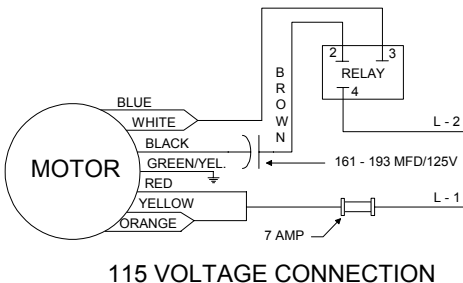 2
3
RELAY
4
BROWN
L - 2
BLUE
WHITE
BLACK
GREEN/YEL.
MOTOR
161 - 193 MFD/125V
RED
YELLOW
ORANGE
L - 1
7 AMP
115 VOLTAGE CONNECTION